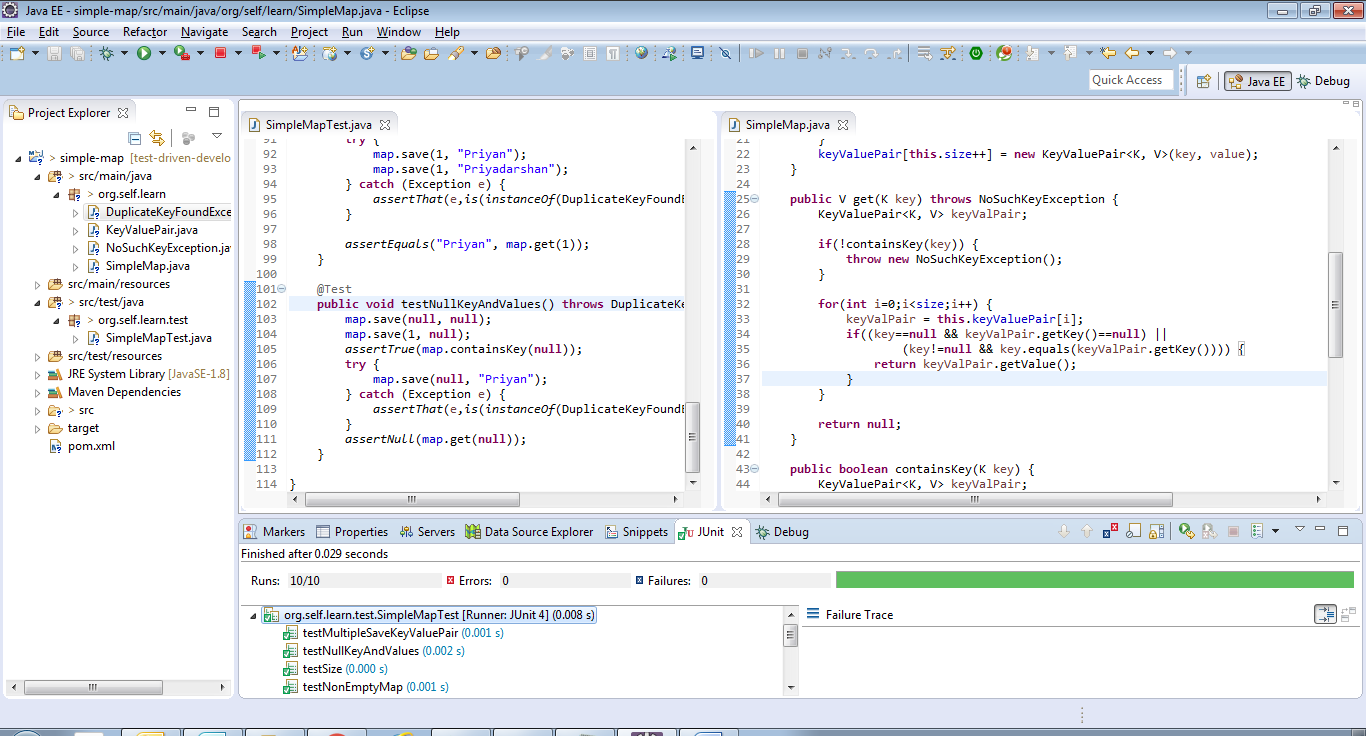 Java EE - simple-map/src/main/java/org/self/learn/SimpleMap.java - Eclipse
File Edit Source Refactor Navigate Search Project Run Window Help
Quick Access
Java EE
Debug
Project Explorer
> simple-map [test-driven-develo
> src/main/java
> org.self.learn
DuplicateKeyFoundExce
KeyValuePair.java
NoSuchKeyException.ja
SimpleMap.java
src/main/resources
> src/test/java
> org.self.learn.test
SimpleMapTest.java
src/test/resources
JRE System Library [JavaSE-1.8]
Maven Dependencies
> src
target
pom.xml
SimpleMapTest.java
91 try {
92 map.save(1, "Priyan");
93 map.save(1, "Priyadarshan");
94 } catch (Exception e) {
95 assertThat(e,is(instanceOf(DuplicateKeyFoundE
96 }
97
98 assertEquals("Priyan", map.get(1));
99 }
100
101 @Test
102 public void testNullKeyAndValues() throws DuplicateKe
103 map.save(null, null);
104 map.save(1, null);
105 assertTrue(map.containsKey(null));
106 try {
107 map.save(null, "Priyan");
108 } catch (Exception e) {
109 assertThat(e,is(instanceOf(DuplicateKeyFoundE
110 }
111 assertNull(map.get(null));
112 }
113
114 }
SimpleMap.java
21 }
22 keyValuePair[this.size++] = new KeyValuePair<K, V>(key, value);
23 }
24
25 public V get(K key) throws NoSuchKeyException {
26 KeyValuePair<K, V> keyValPair;
27
28 if(!containsKey(key)) {
29 throw new NoSuchKeyException();
30 }
31
32 for(int i=0;i<size;i++) {
33 keyValPair = this.keyValuePair[i];
34 if((key==null && keyValPair.getKey()==null) ||
35 (key!=null && key.equals(keyValPair.getKey()))) {
36 return keyValPair.getValue();
37 }
38 }
39
40 return null;
41 }
42
43 public boolean containsKey(K key) {
44 KeyValuePair<K, V> keyValPair;
Markers Properties Servers Data Source Explorer Snippets JUnit Debug
Finished after 0.029 seconds
Runs: 10/10 Errors: 0 Failures: 0
org.self.learn.test.SimpleMapTest [Runner: JUnit 4] (0.008 s)
testMultipleSaveKeyValuePair (0.001 s)
testNullKeyAndValues (0.002 s)
testSize (0.000 s)
testNonEmptyMap (0.001 s)
Failure Trace